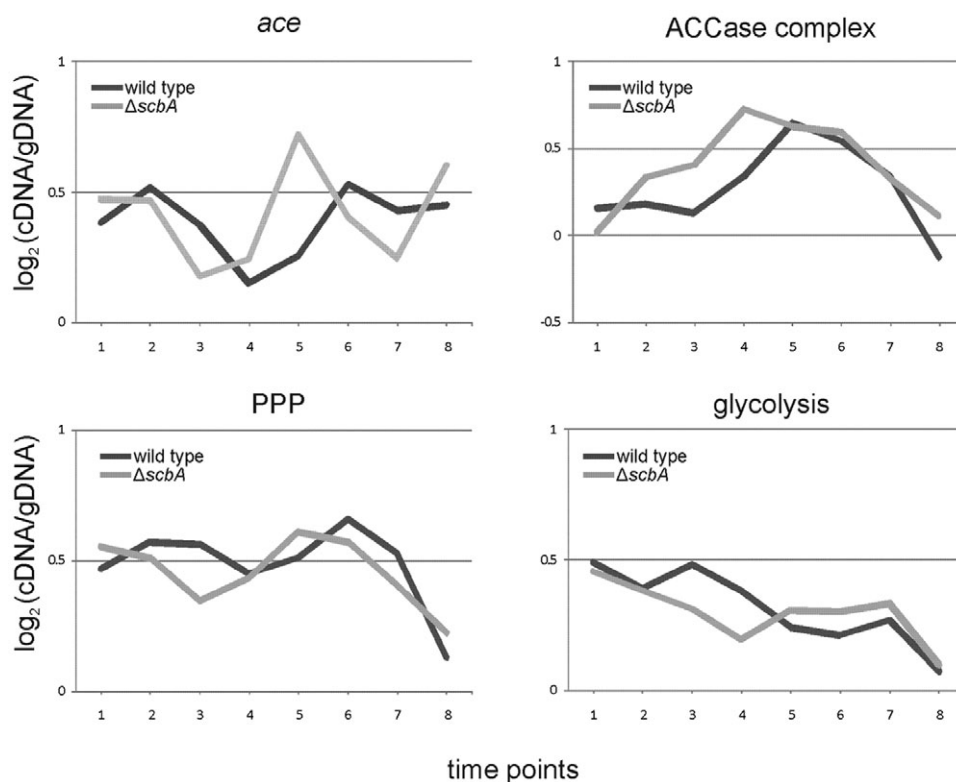 ace
ACCase complex
log₂ (cDNA/gDNA)
1
wild type
ΔscbA
0.5
0
1 2 3 4 5 6 7 8
1
wild type
ΔscbA
0.5
0
-0.5
1 2 3 4 5 6 7 8
PPP
glycolysis
log₂ (cDNA/gDNA)
1
wild type
ΔscbA
0.5
0
1 2 3 4 5 6 7 8
1
wild type
ΔscbA
0.5
0
1 2 3 4 5 6 7 8
time points